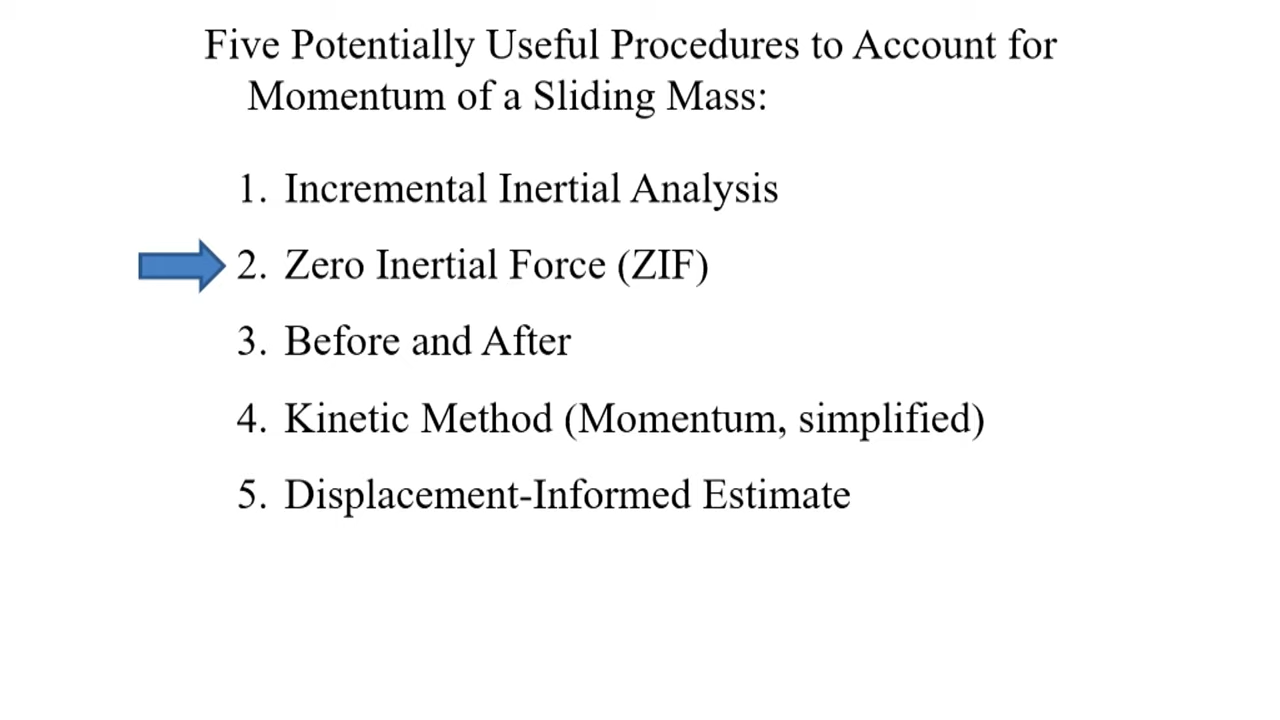 Five Potentially Useful Procedures to Account for
Momentum of a Sliding Mass:
1. Incremental Inertial Analysis
2. Zero Inertial Force (ZIF)
3. Before and After
4. Kinetic Method (Momentum, simplified)
5. Displacement-Informed Estimate